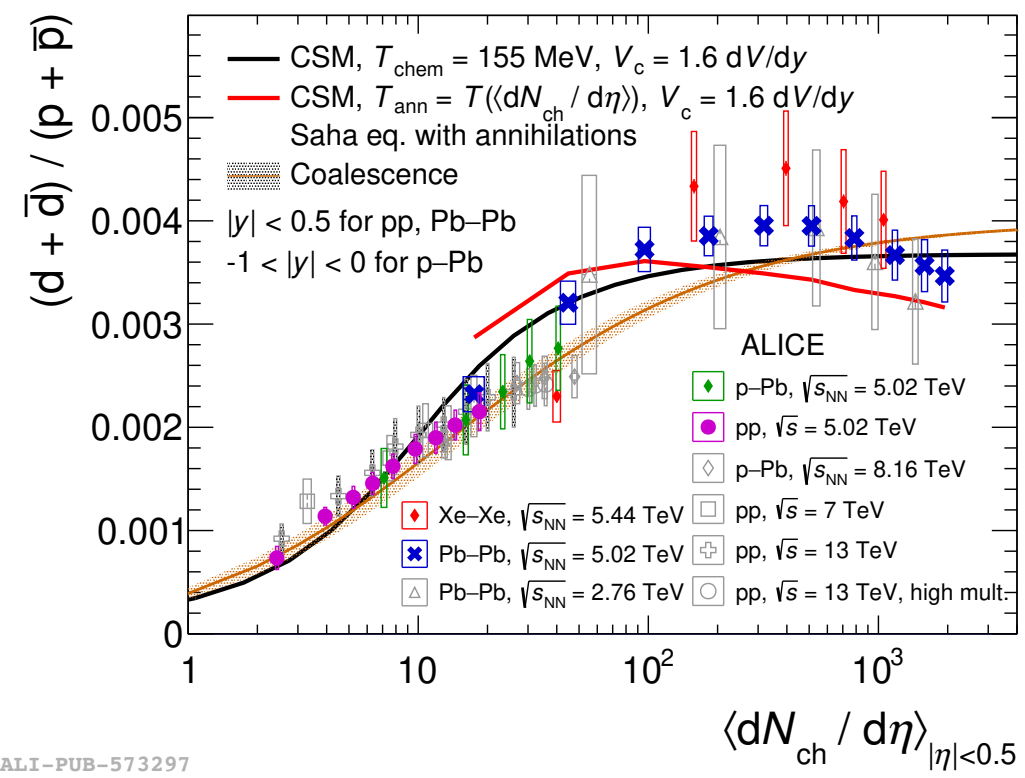 (d + d̅) / (p + p̅)
0.005
0.004
0.003
0.002
0.001
0
CSM, T_chem = 155 MeV, V_c = 1.6 dV/dy
CSM, T_ann = T(⟨dN_ch / dη⟩), V_c = 1.6 dV/dy
Saha eq. with annihilations
Coalescence
|y| < 0.5 for pp, Pb–Pb
-1 < |y| < 0 for p–Pb
ALICE
p–Pb, √s_NN = 5.02 TeV
pp, √s = 5.02 TeV
p–Pb, √s_NN = 8.16 TeV
pp, √s = 7 TeV
pp, √s = 13 TeV
pp, √s = 13 TeV, high mult.
Xe–Xe, √s_NN = 5.44 TeV
Pb–Pb, √s_NN = 5.02 TeV
Pb–Pb, √s_NN = 2.76 TeV
1 10 10² 10³
⟨dN_ch / dη⟩_|η|<0.5
ALI-PUB-573297